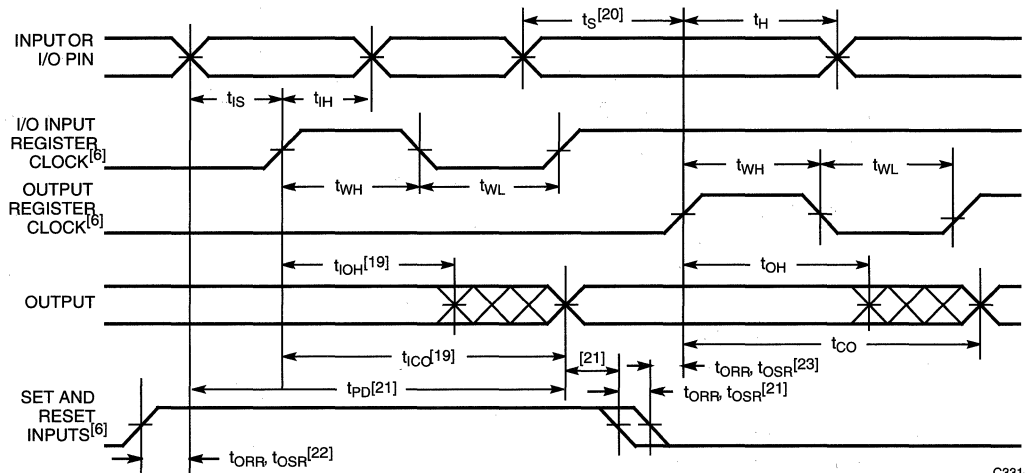 tS[20]
tH
INPUT OR
I/O PIN
tIS
tIH
I/O INPUT
REGISTER
CLOCK[6]
tWH
tWL
tWH
tWL
OUTPUT
REGISTER
CLOCK[6]
tIOH[19]
tOH
OUTPUT
tICO[19]
[21]
tCO
tPD[21]
tORR, tOSR[23]
tORR, tOSR[21]
SET AND
RESET
INPUTS[6]
tORR, tOSR[22]
C331